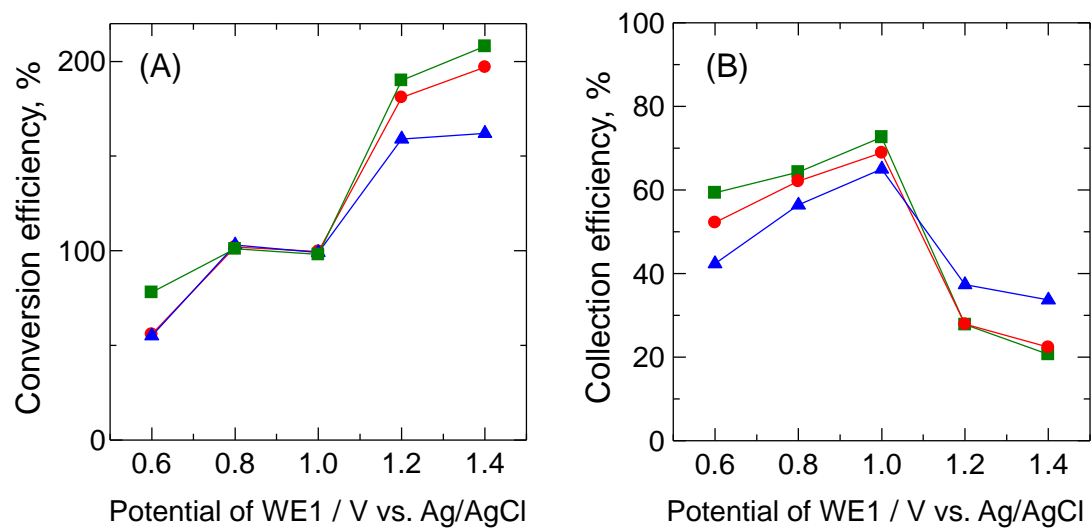 (A)
Conversion efficiency, %
200
100
0
0.6 0.8 1.0 1.2 1.4
Potential of WE1 / V vs. Ag/AgCl
(B)
Collection efficiency, %
100
80
60
40
20
0
0.6 0.8 1.0 1.2 1.4
Potential of WE1 / V vs. Ag/AgCl